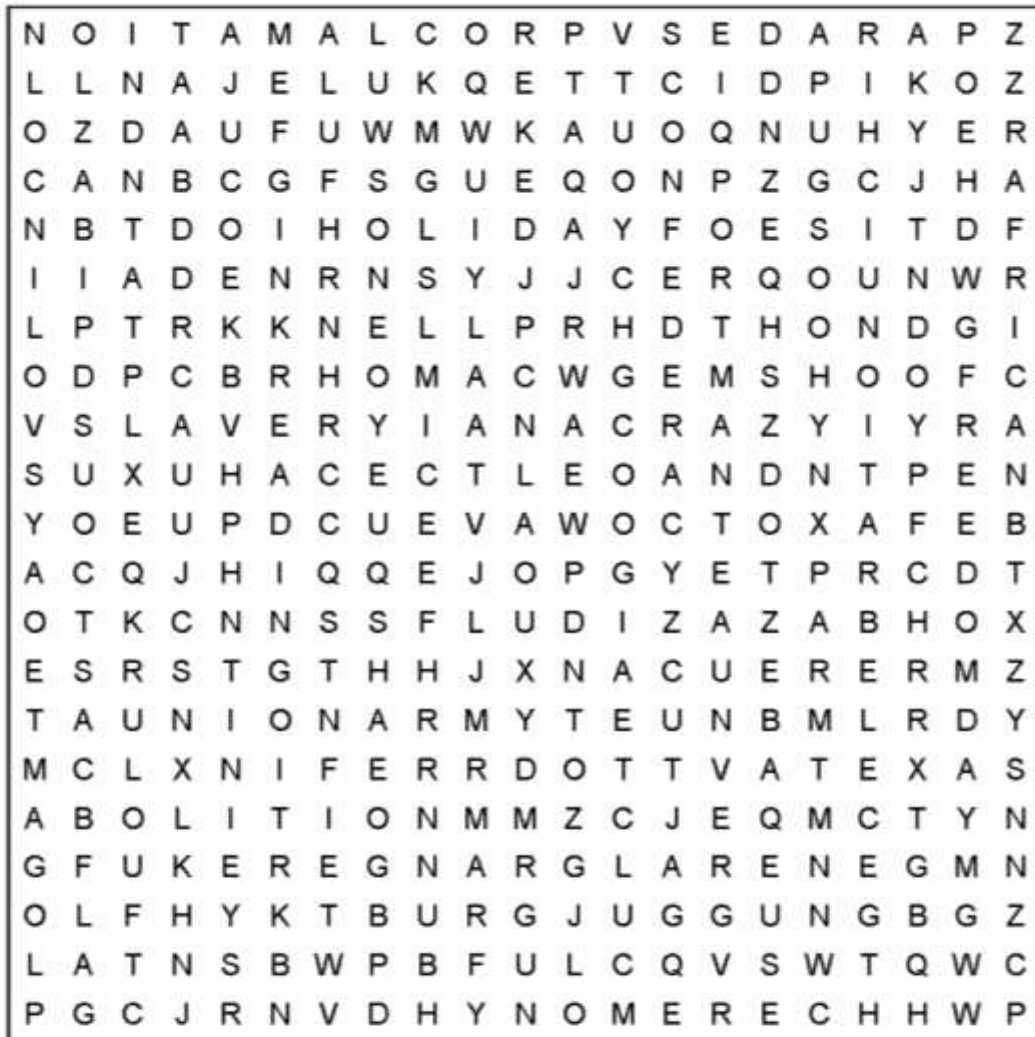 N O I T A M A L C O R P V S E D A R A P Z
L L N A J E L U K Q E T T C I D P I K O Z
O Z D A U F U W M W K A U O Q N U H Y E R
C A N B C G F S G U E Q O N P Z G C J H A
N B T D O I H O L I D A Y F O E S I T D F
I I A D E N R N S Y J J C E R Q O U N W R
L P T R K K N E L L P R H D T H O N D G I
O D P C B R H O M A C W G E M S H O O F C
V S L A V E R Y I A N A C R A Z Y I Y R A
S U X U H A C E C T L E O A N D N T P E N
Y O E U P D C U E V A W O C T O X A F E B
A C Q J H I Q Q E J O P G Y E T P R C D T
O T K C N N S S F L U D I Z A Z A B H O X
E S R S T G T H H J X N A C U E R E R M Z
T A U N I O N A R M Y T E U N B M L R D Y
M C L X N I F E R R D O T T V A T E X A S
A B O L I T I O N M M Z C J E Q M C T Y N
G F U K E R E G N A R G L A R E N E G M N
O L F H Y K T B U R G J U G G U N G B G Z
L A T N S B W P B F U L C Q V S W T Q W C
P G C J R N V D H Y N O M E R E C H H W P